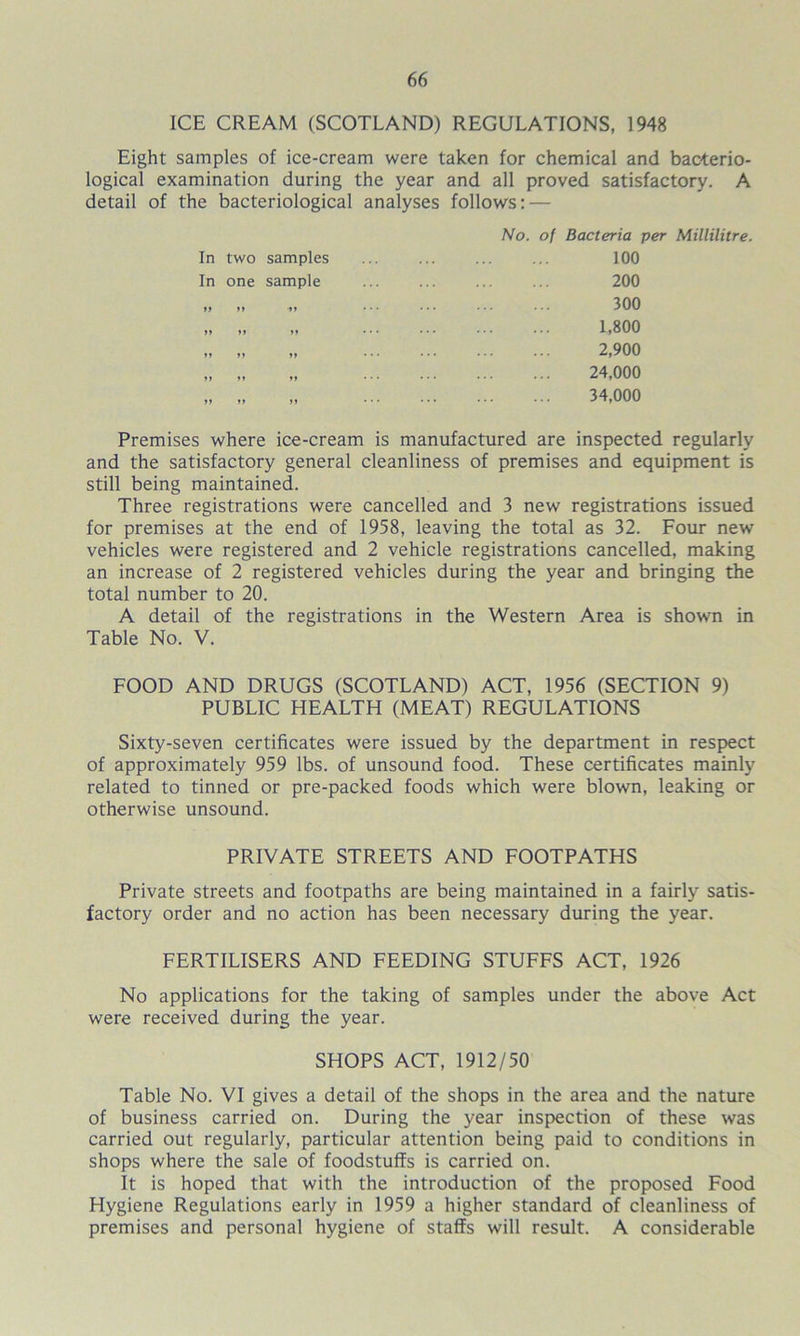 66
ICE CREAM (SCOTLAND) REGULATIONS, 1948
Eight samples of ice-cream were taken for chemical and bacterio-
logical examination during the year and all proved satisfactory. A
detail of the bacteriological analyses follows:—
No. of Bacteria per Millilitre.
In two samples ... ... ... ... 100
In one sample ... ... ... ... 200
„ „ „ ... ... ... ... 300
„ „ „ ... ... ... ... 1,800
„ „ „ ... ... ... ... 2,900
„ „ „ ... ... ... ... 24,000
„ „ „ ... ... ... ... 34,000
Premises where ice-cream is manufactured are inspected regularly
and the satisfactory general cleanliness of premises and equipment is
still being maintained.
Three registrations were cancelled and 3 new registrations issued
for premises at the end of 1958, leaving the total as 32. Four new
vehicles were registered and 2 vehicle registrations cancelled, making
an increase of 2 registered vehicles during the year and bringing the
total number to 20.
A detail of the registrations in the Western Area is shown in
Table No. V.
FOOD AND DRUGS (SCOTLAND) ACT, 1956 (SECTION 9)
PUBLIC HEALTH (MEAT) REGULATIONS
Sixty-seven certificates were issued by the department in respect
of approximately 959 lbs. of unsound food. These certificates mainly
related to tinned or pre-packed foods which were blown, leaking or
otherwise unsound.
PRIVATE STREETS AND FOOTPATHS
Private streets and footpaths are being maintained in a fairly satis-
factory order and no action has been necessary during the year.
FERTILISERS AND FEEDING STUFFS ACT, 1926
No applications for the taking of samples under the above Act
were received during the year.
SHOPS ACT, 1912/50
Table No. VI gives a detail of the shops in the area and the nature
of business carried on. During the year inspection of these was
carried out regularly, particular attention being paid to conditions in
shops where the sale of foodstuffs is carried on.
It is hoped that with the introduction of the proposed Food
Hygiene Regulations early in 1959 a higher standard of cleanliness of
premises and personal hygiene of staffs will result. A considerable